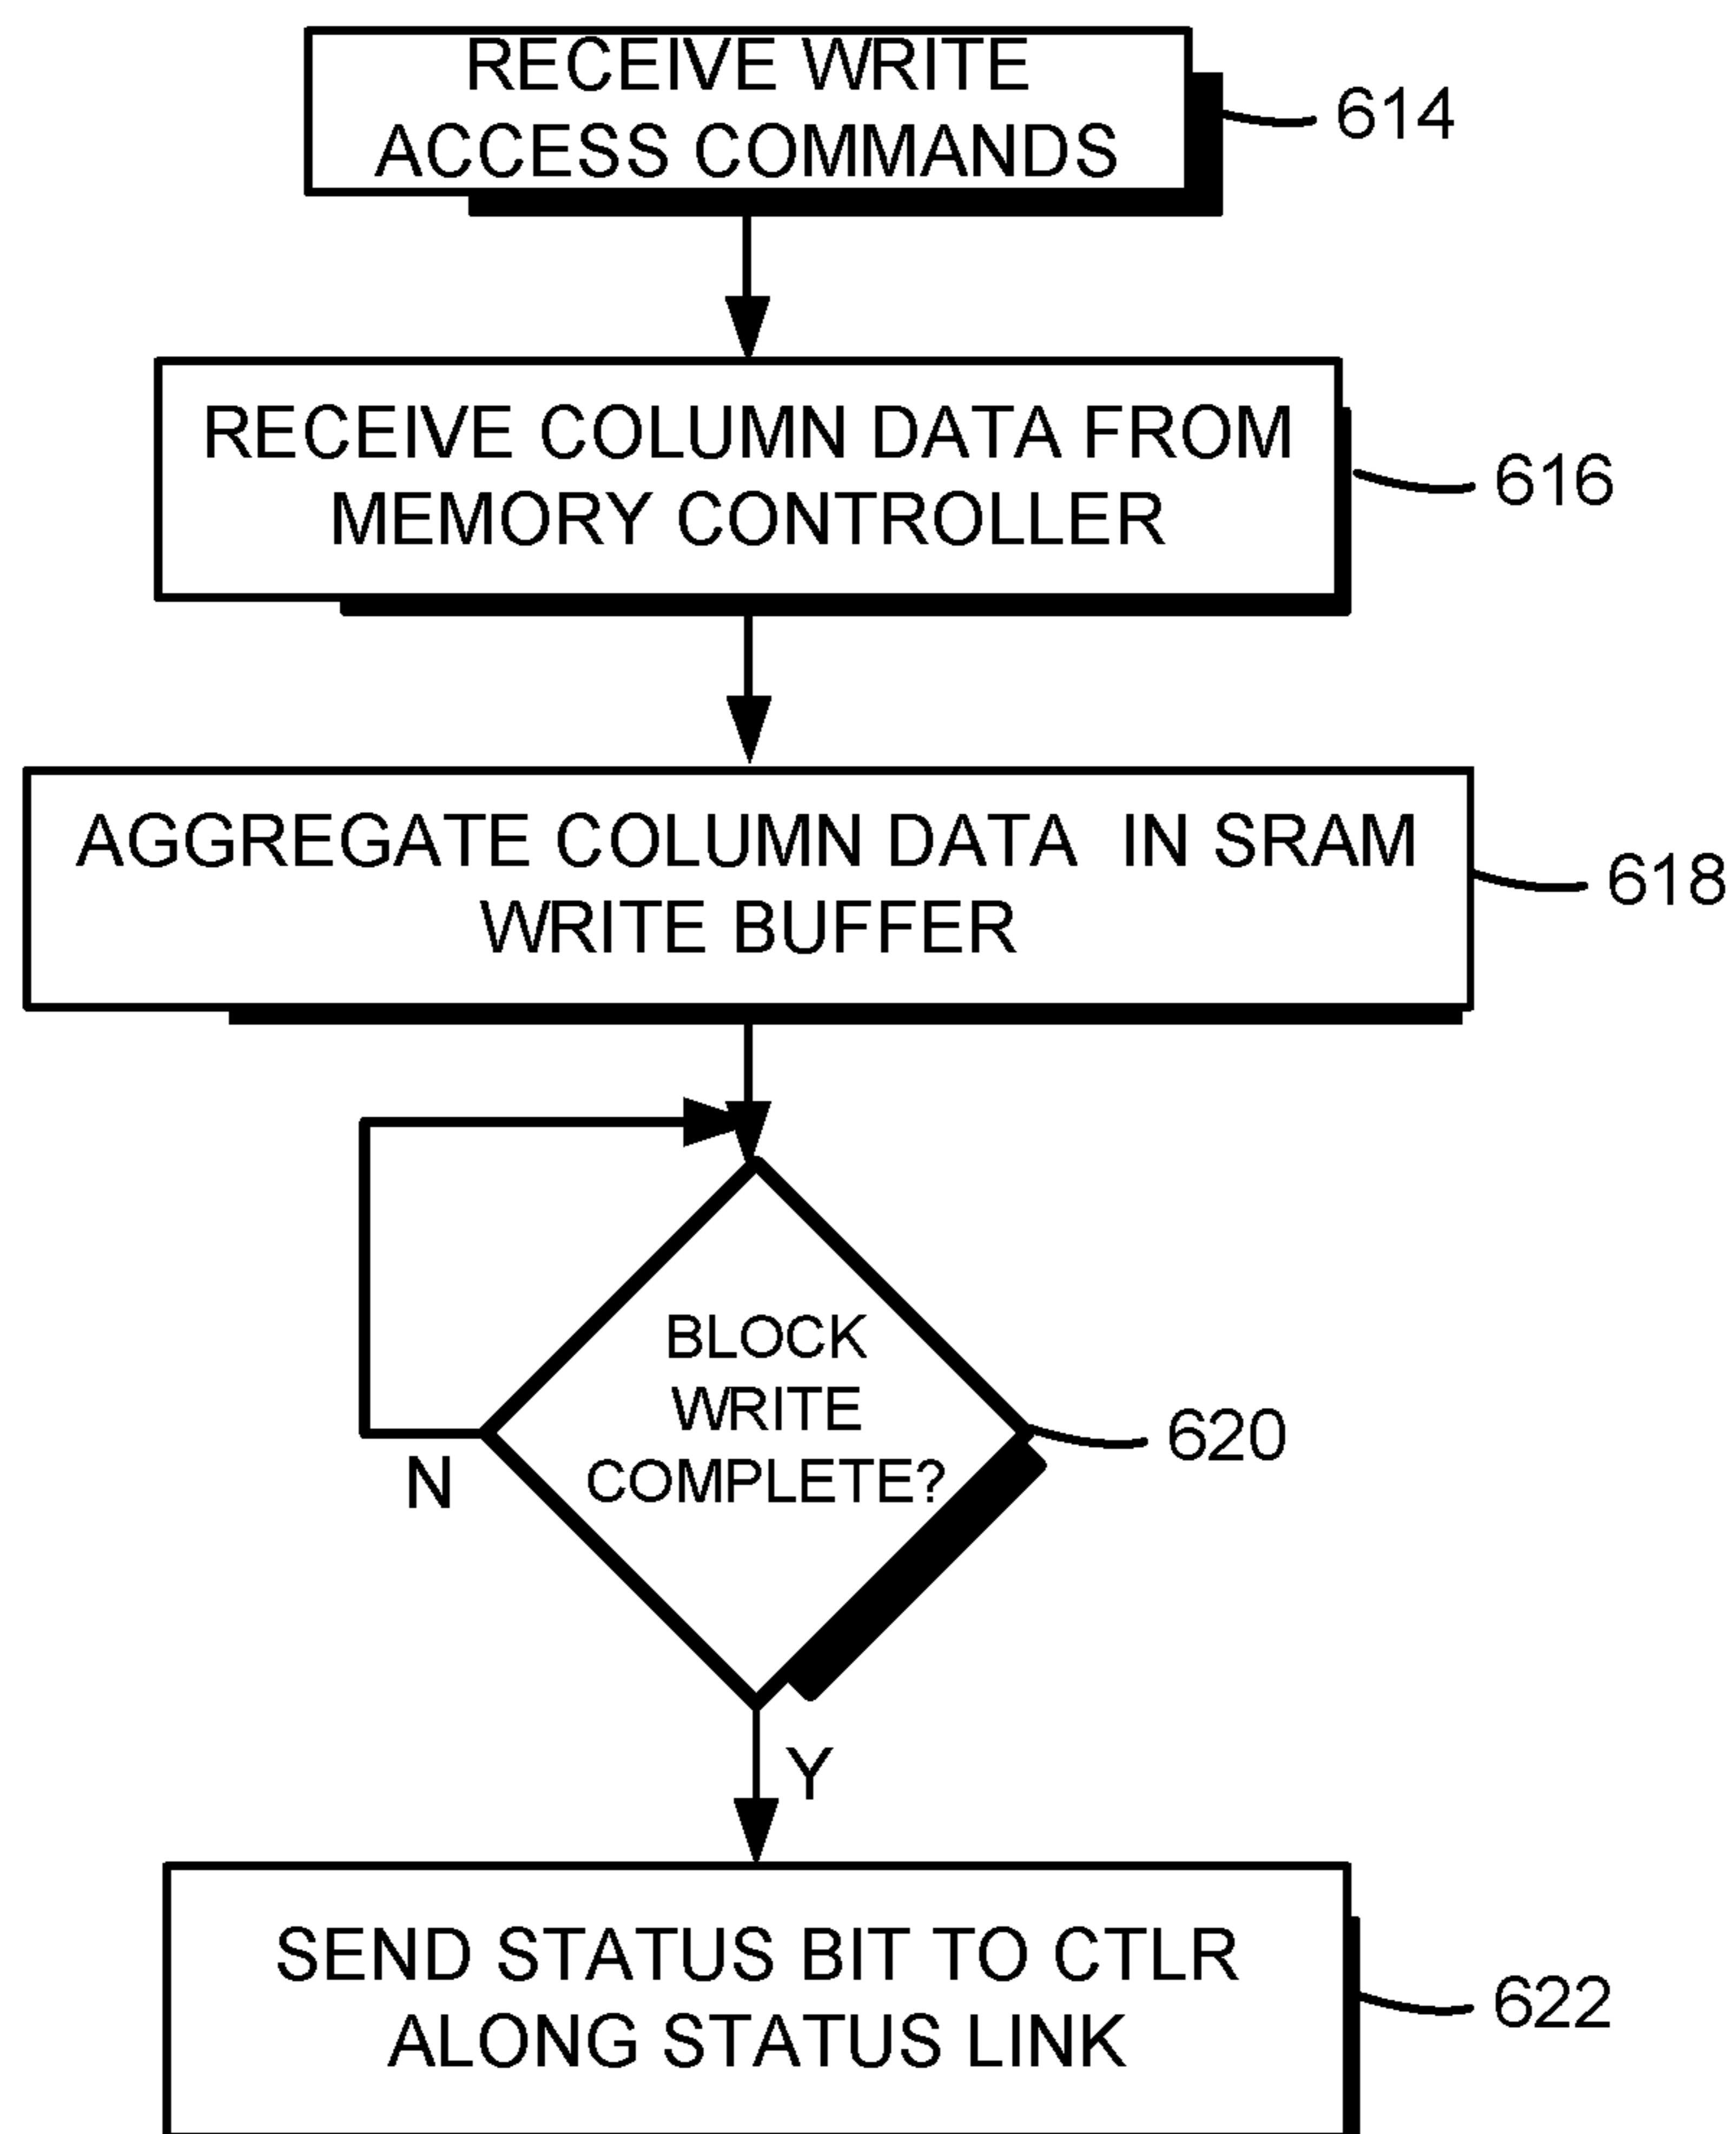 RECEIVE WRITE
ACCESS COMMANDS
614
RECEIVE COLUMN DATA FROM
MEMORY CONTROLLER
616
AGGREGATE COLUMN DATA IN SRAM
WRITE BUFFER
618
BLOCK
WRITE
COMPLETE?
620
N
Y
SEND STATUS BIT TO CTLR
ALONG STATUS LINK
622